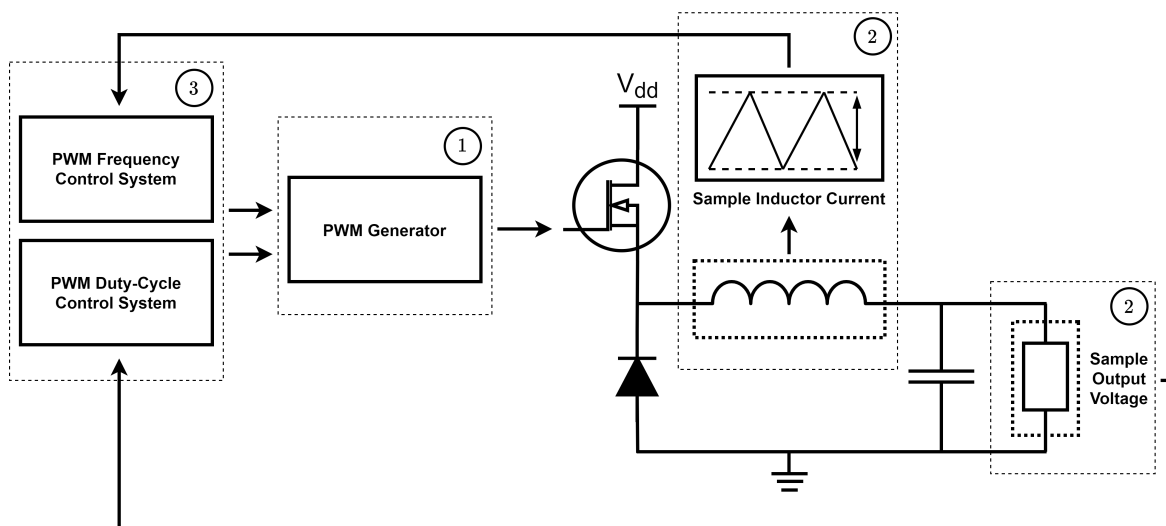 2
3
PWM Frequency
Control System
PWM Duty-Cycle
Control System
1
PWM Generator
Vdd
Sample Inductor Current
2
Sample
Output
Voltage